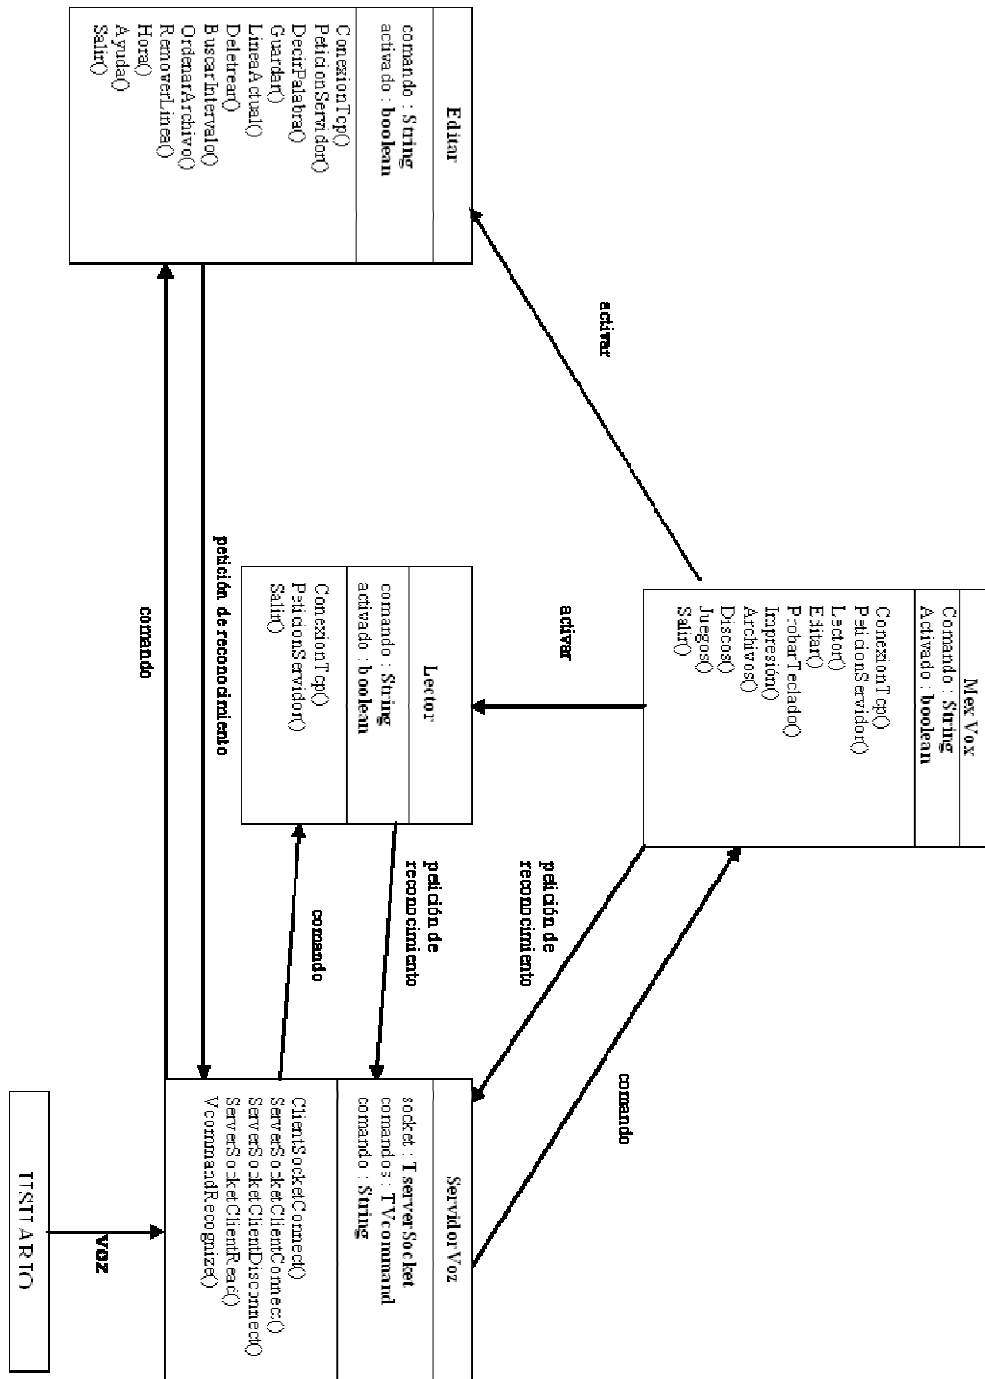 Mex Vox
Comando : String
Activado : boolean
ConexionTcp()
PeticionServidor()
Lector()
Editar()
ProbarTeclado()
Impresión()
Archivos()
Discos()
Juegos()
Salir()
activar
activar
petición de
reconocimiento
comando
Editar
comando : String
activado : boolean
ConexionTcp()
PeticionServidor()
DecirPalabra()
Guardar()
LineaActual()
Deletrear()
BuscarIntervalo()
OrdenarArchivo()
RemoverLinea()
Hora()
Ayuda()
Salir()
Lector
comando : String
activado : boolean
ConexionTcp()
PeticionServidor()
Salir()
petición de
reconocimiento
comando
petición de reconocimiento
comando
ServidorVoz
socket : TserverSocket
comandos : TVcommand
comando : String
ClientSocketConnect()
ServerSocketClientConnect()
ServerSocketClientDisconnect()
ServerSocketClientRead()
VcommandRecognize()
voz
USUARIO